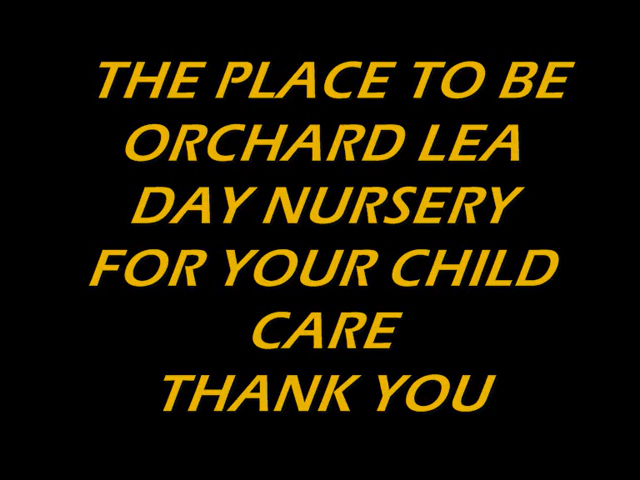 THE PLACE TO BE
ORCHARD LEA
DAY NURSERY
FOR YOUR CHILD
CARE
THANK YOU